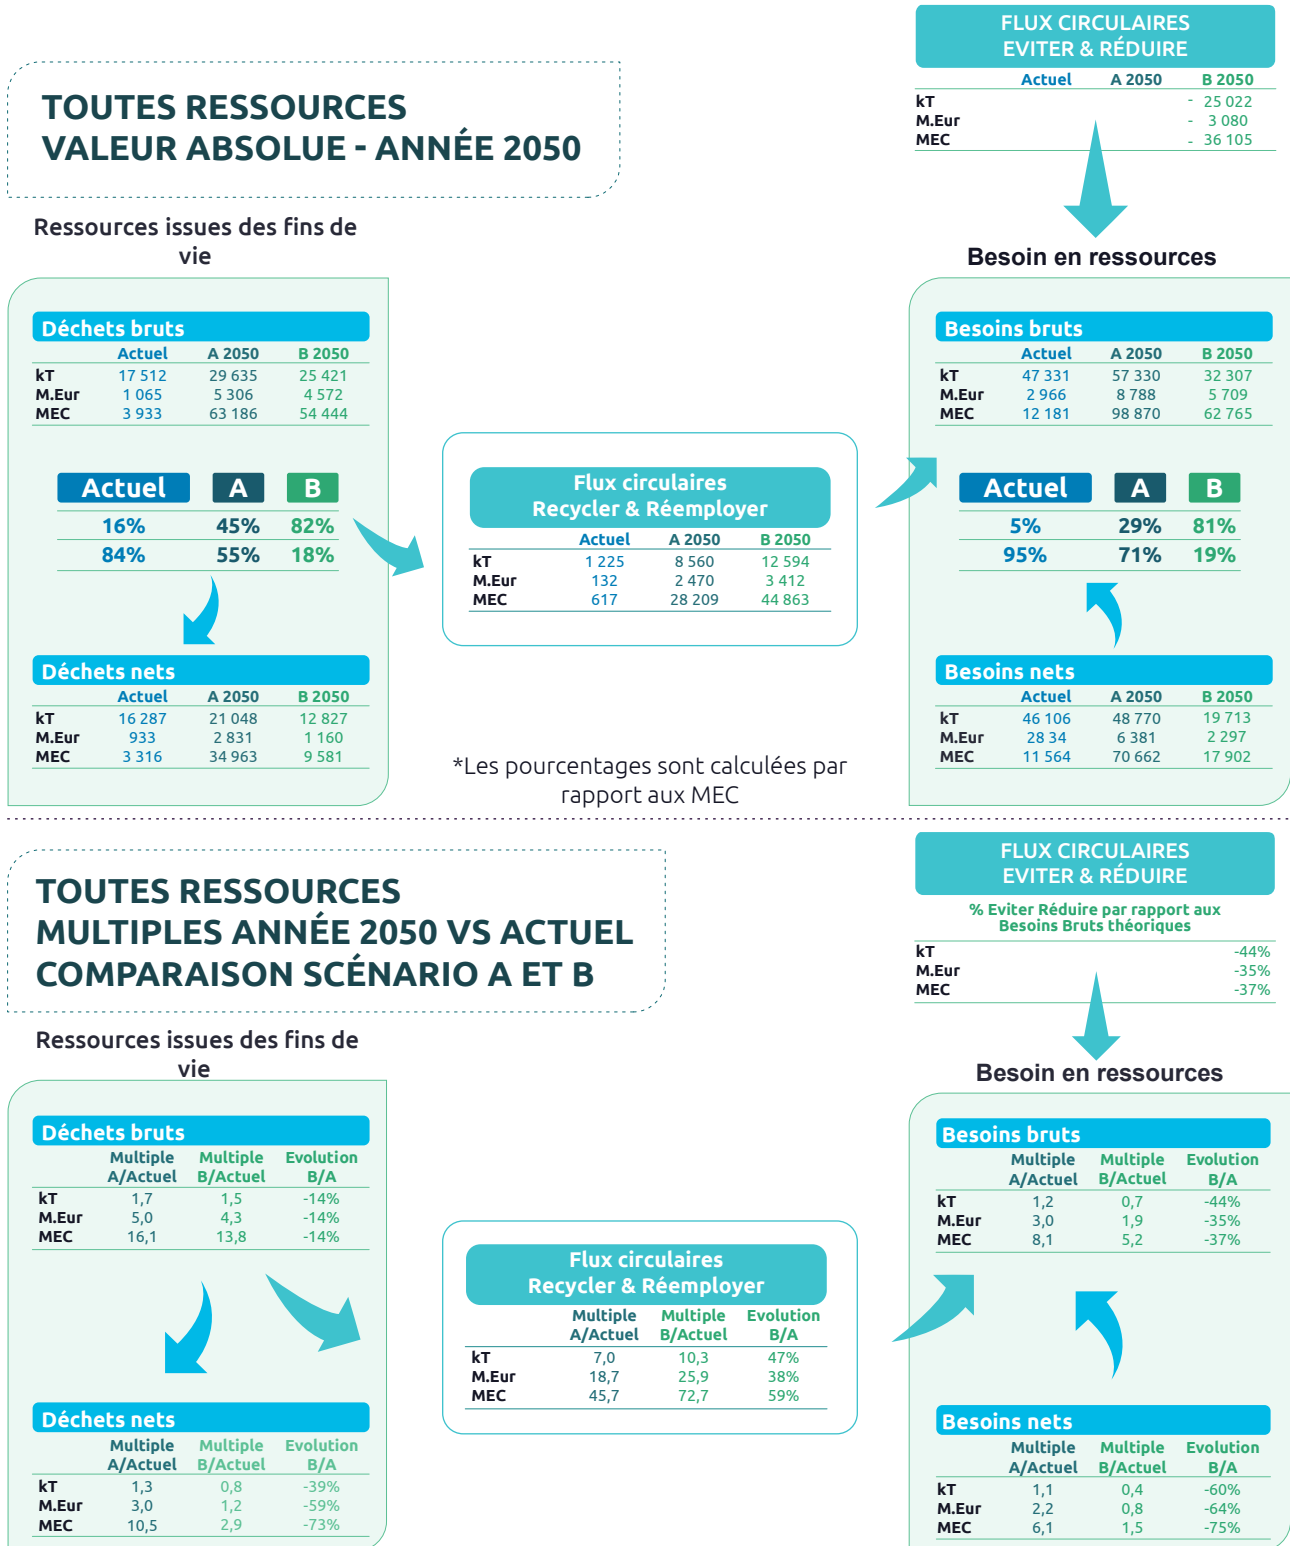 FLUX CIRCULAIRES
EVITER & RÉDUIRE
Actuel A 2050 B 2050
kT - 25 022
M.Eur - 3 080
MEC - 36 105
TOUTES RESSOURCES
VALEUR ABSOLUE - ANNÉE 2050
Ressources issues des fins de
vie
Déchets bruts
Actuel A 2050 B 2050
kT 17 512 29 635 25 421
M.Eur 1 065 5 306 4 572
MEC 3 933 63 186 54 444
Actuel A B
16% 45% 82%
84% 55% 18%
Déchets nets
Actuel A 2050 B 2050
kT 16 287 21 048 12 827
M.Eur 933 2 831 1 160
MEC 3 316 34 963 9 581
Flux circulaires
Recycler & Réemployer
Actuel A 2050 B 2050
kT 1 225 8 560 12 594
M.Eur 132 2 470 3 412
MEC 617 28 209 44 863
*Les pourcentages sont calculées par
rapport aux MEC
Besoin en ressources
Besoins bruts
Actuel A 2050 B 2050
kT 47 331 57 330 32 307
M.Eur 2 966 8 788 5 709
MEC 12 181 98 870 62 765
Actuel A B
5% 29% 81%
95% 71% 19%
Besoins nets
Actuel A 2050 B 2050
kT 46 106 48 770 19 713
M.Eur 28 34 6 381 2 297
MEC 11 564 70 662 17 902
FLUX CIRCULAIRES
EVITER & RÉDUIRE
% Eviter Réduire par rapport aux
Besoins Bruts théoriques
kT -44%
M.Eur -35%
MEC -37%
TOUTES RESSOURCES
MULTIPLES ANNÉE 2050 VS ACTUEL
COMPARAISON SCÉNARIO A ET B
Ressources issues des fins de
vie
Déchets bruts
Multiple Multiple Evolution
A/Actuel B/Actuel B/A
kT 1,7 1,5 -14%
M.Eur 5,0 4,3 -14%
MEC 16,1 13,8 -14%
Déchets nets
Multiple Multiple Evolution
A/Actuel B/Actuel B/A
kT 1,3 0,8 -39%
M.Eur 3,0 1,2 -59%
MEC 10,5 2,9 -73%
Flux circulaires
Recycler & Réemployer
Multiple Multiple Evolution
A/Actuel B/Actuel B/A
kT 7,0 10,3 47%
M.Eur 18,7 25,9 38%
MEC 45,7 72,7 59%
Besoin en ressources
Besoins bruts
Multiple Multiple Evolution
A/Actuel B/Actuel B/A
kT 1,2 0,7 -44%
M.Eur 3,0 1,9 -35%
MEC 8,1 5,2 -37%
Besoins nets
Multiple Multiple Evolution
A/Actuel B/Actuel B/A
kT 1,1 0,4 -60%
M.Eur 2,2 0,8 -64%
MEC 6,1 1,5 -75%